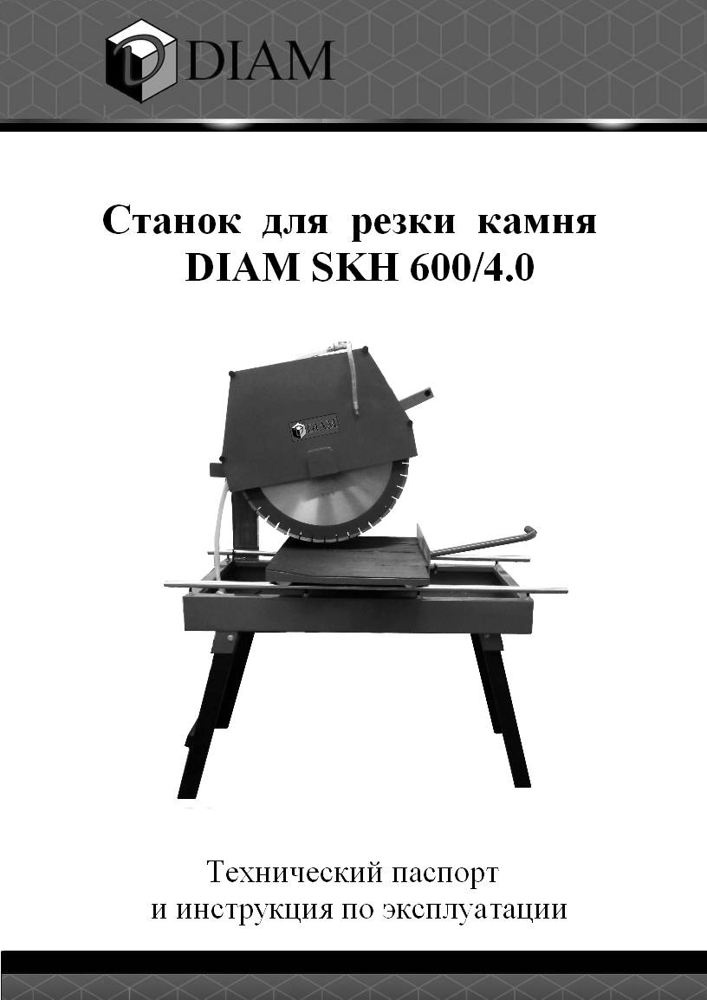 DIAM
Станок для резки камня
DIAM SKH 600/4.0
DIAM
Технический паспорт
и инструкция по эксплуатации